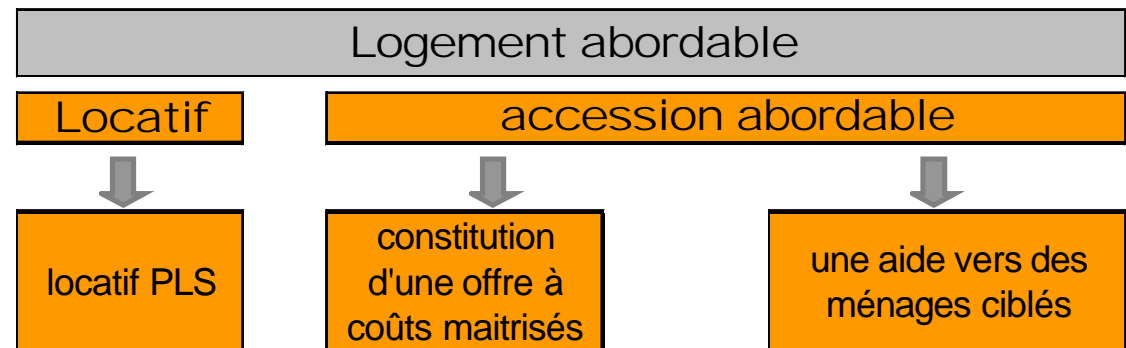 Logement abordable
Locatif
accession abordable
locatif PLS
constitution
d'une offre à
coûts maitrisés
une aide vers des
ménages ciblés